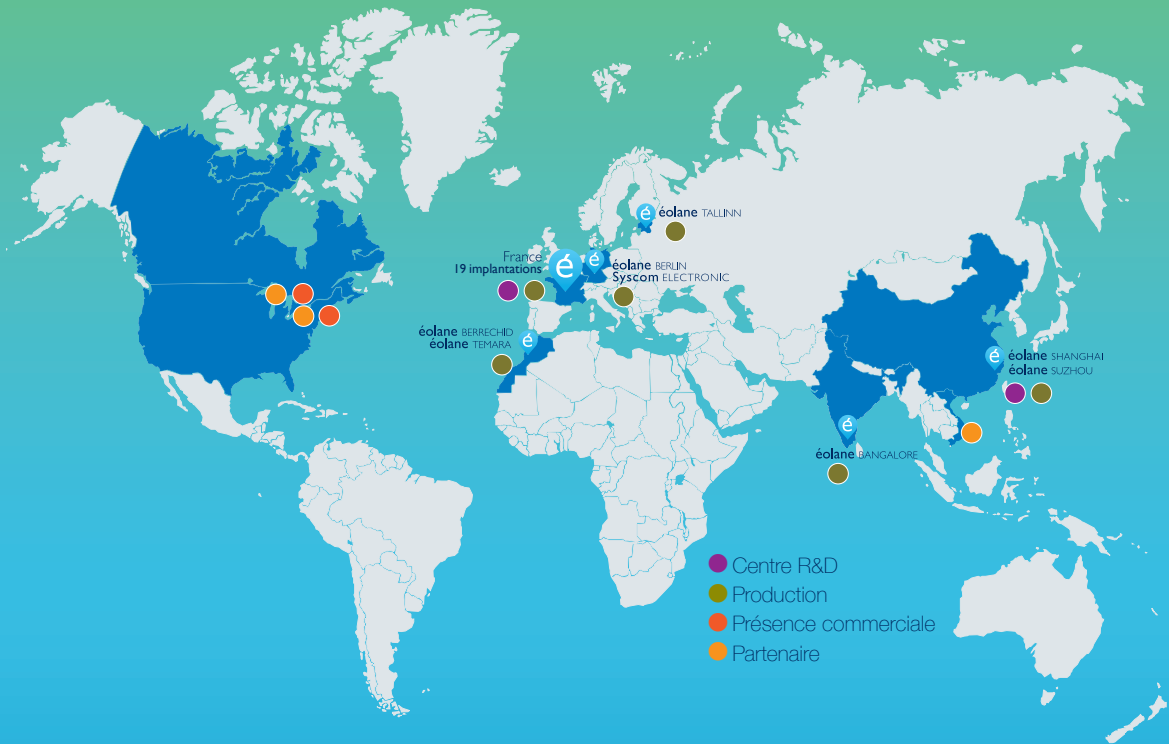 éolane TALLINN
France
19 implantations
é
é
é
éolane BERLIN
Syscom ELECTRONIC
éolane BERRECHID
éolane TEMARA
é
é
éolane SHANGHAI
éolane SUZHOU
é
éolane BANGALORE
Centre R&D
Production
Présence commerciale
Partenaire